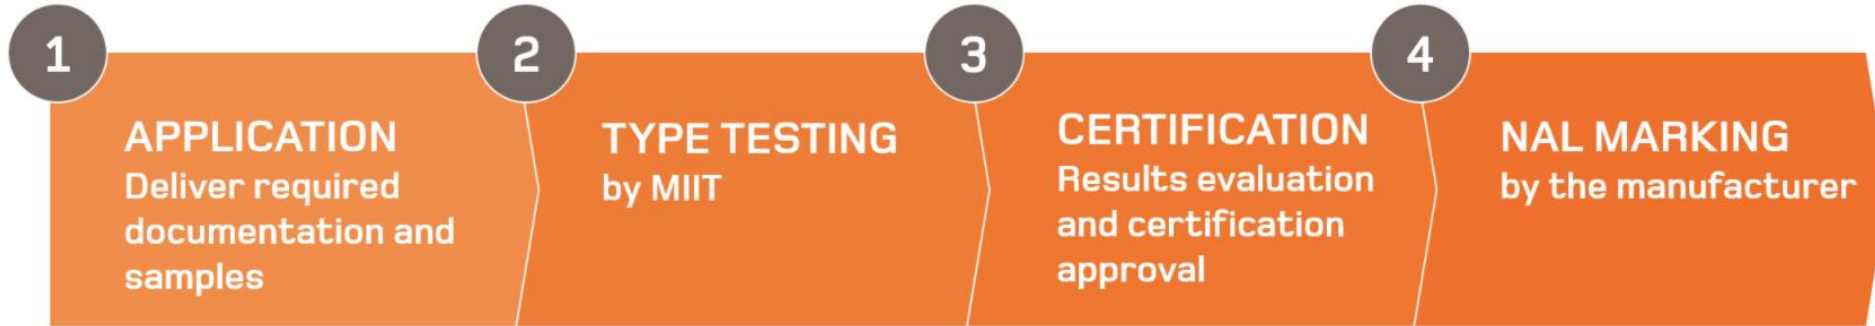 1
APPLICATION
Deliver required
documentation and
samples
2
TYPE TESTING
by MIIT
3
CERTIFICATION
Results evaluation
and certification
approval
4
NAL MARKING
by the manufacturer